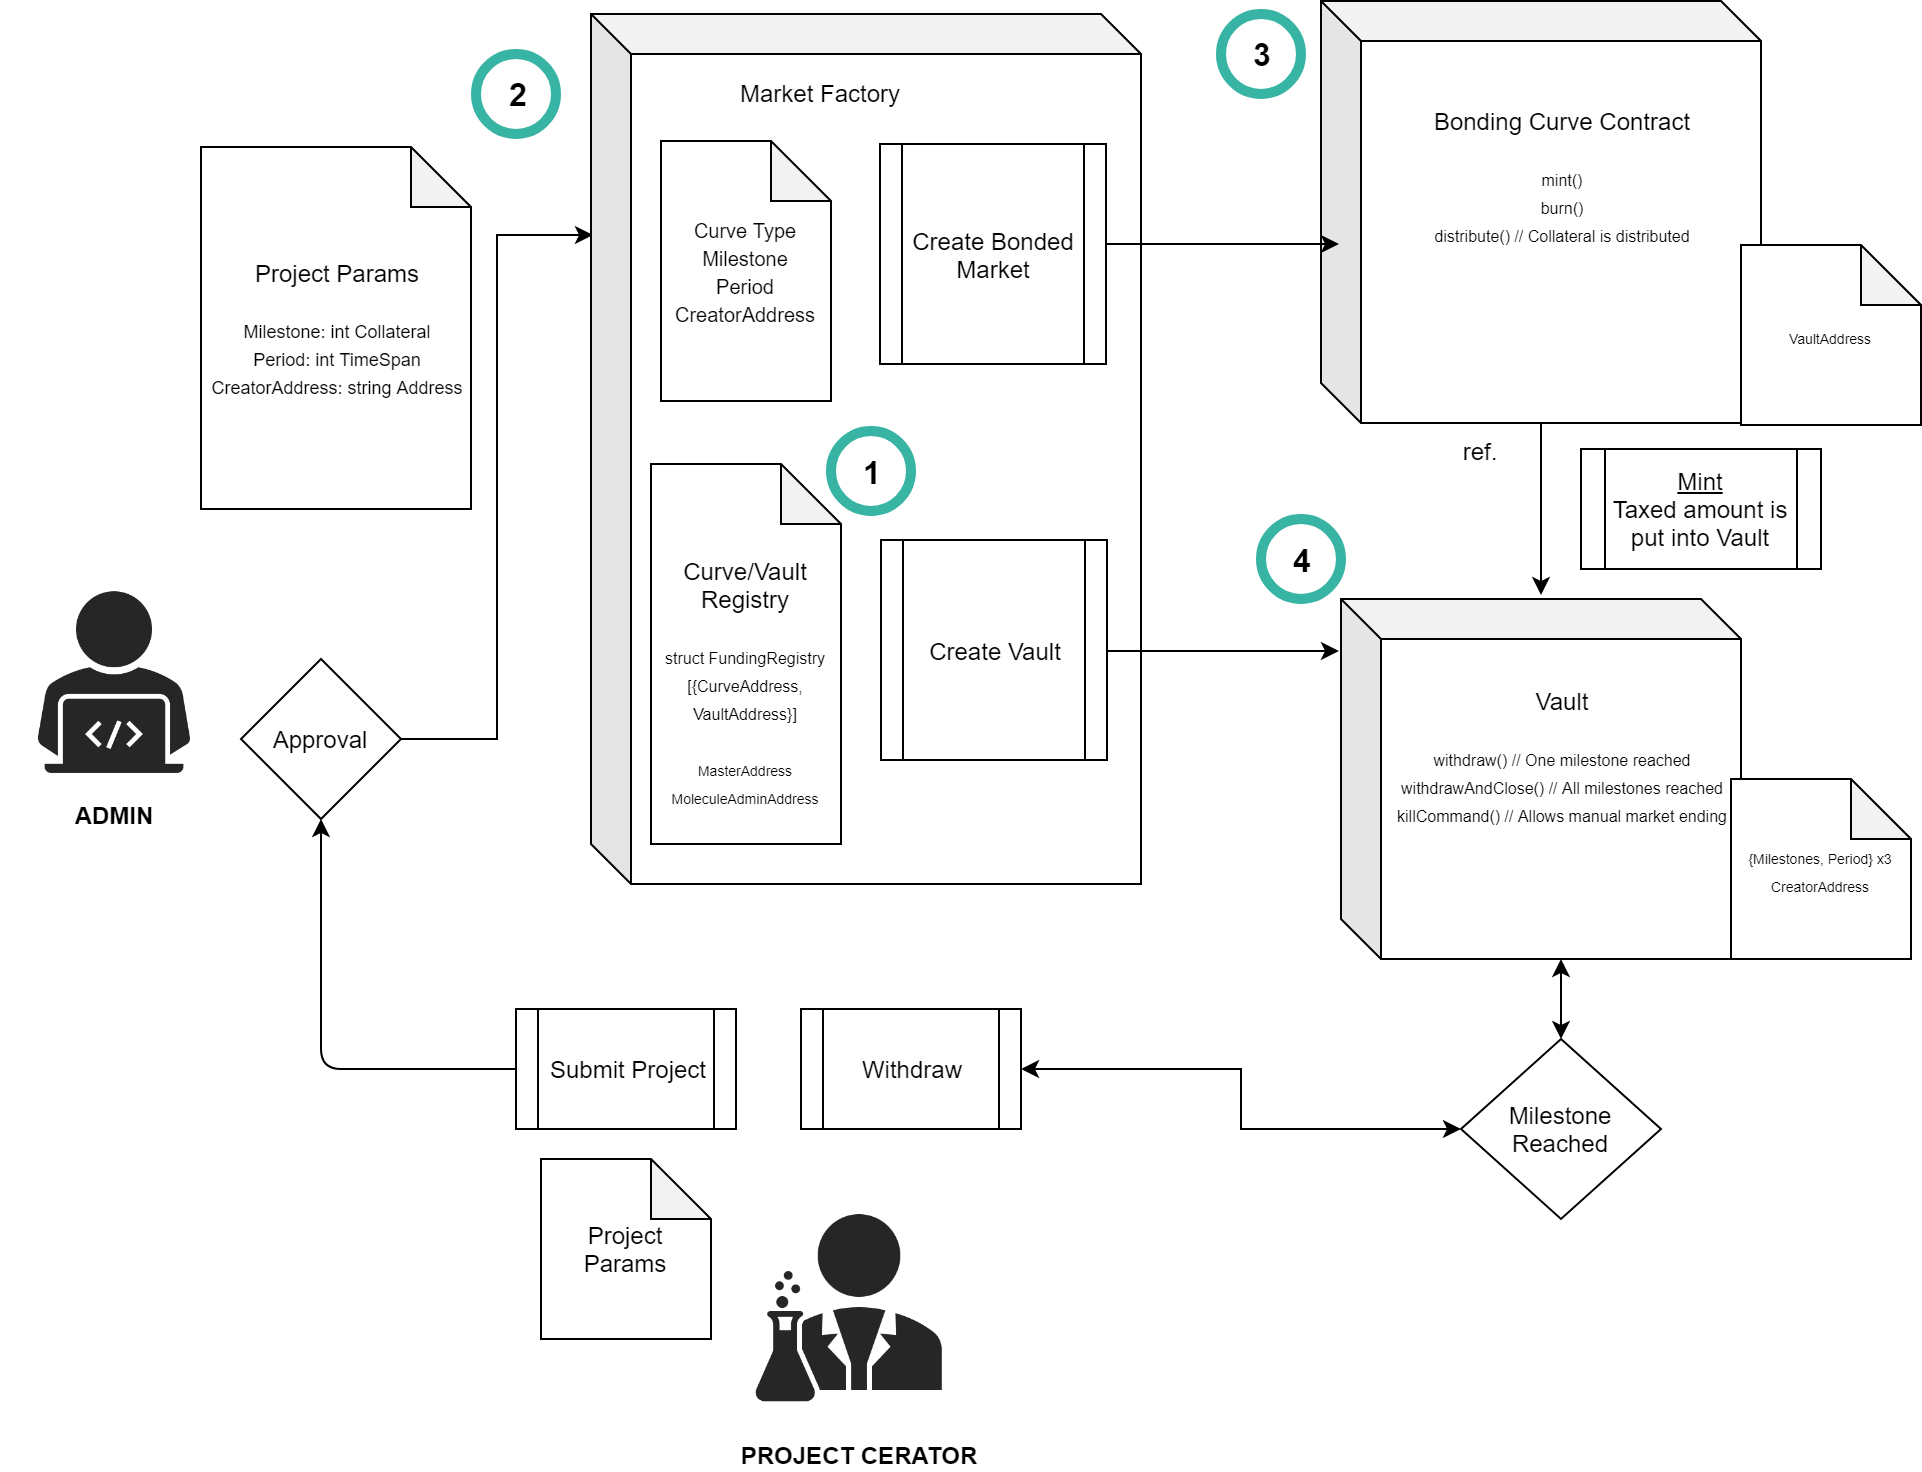 2
3
Market Factory
Bonding Curve Contract
mint()
burn()
distribute() // Collateral is distributed
Project Params
Milestone: int Collateral
Period: int TimeSpan
CreatorAddress: string Address
Curve Type
Milestone
Period
CreatorAddress
Create Bonded
Market
VaultAddress
1
ref.
Mint
Taxed amount is
put into Vault
4
Curve/Vault
Registry
struct FundingRegistry
[{CurveAddress,
VaultAddress}]
MasterAddress
MoleculeAdminAddress
Create Vault
Vault
withdraw() // One milestone reached
withdrawAndClose() // All milestones reached
killCommand() // Allows manual market ending
{Milestones, Period} x3
CreatorAddress
Approval
ADMIN
Submit Project
Withdraw
Milestone
Reached
Project
Params
PROJECT CERATOR